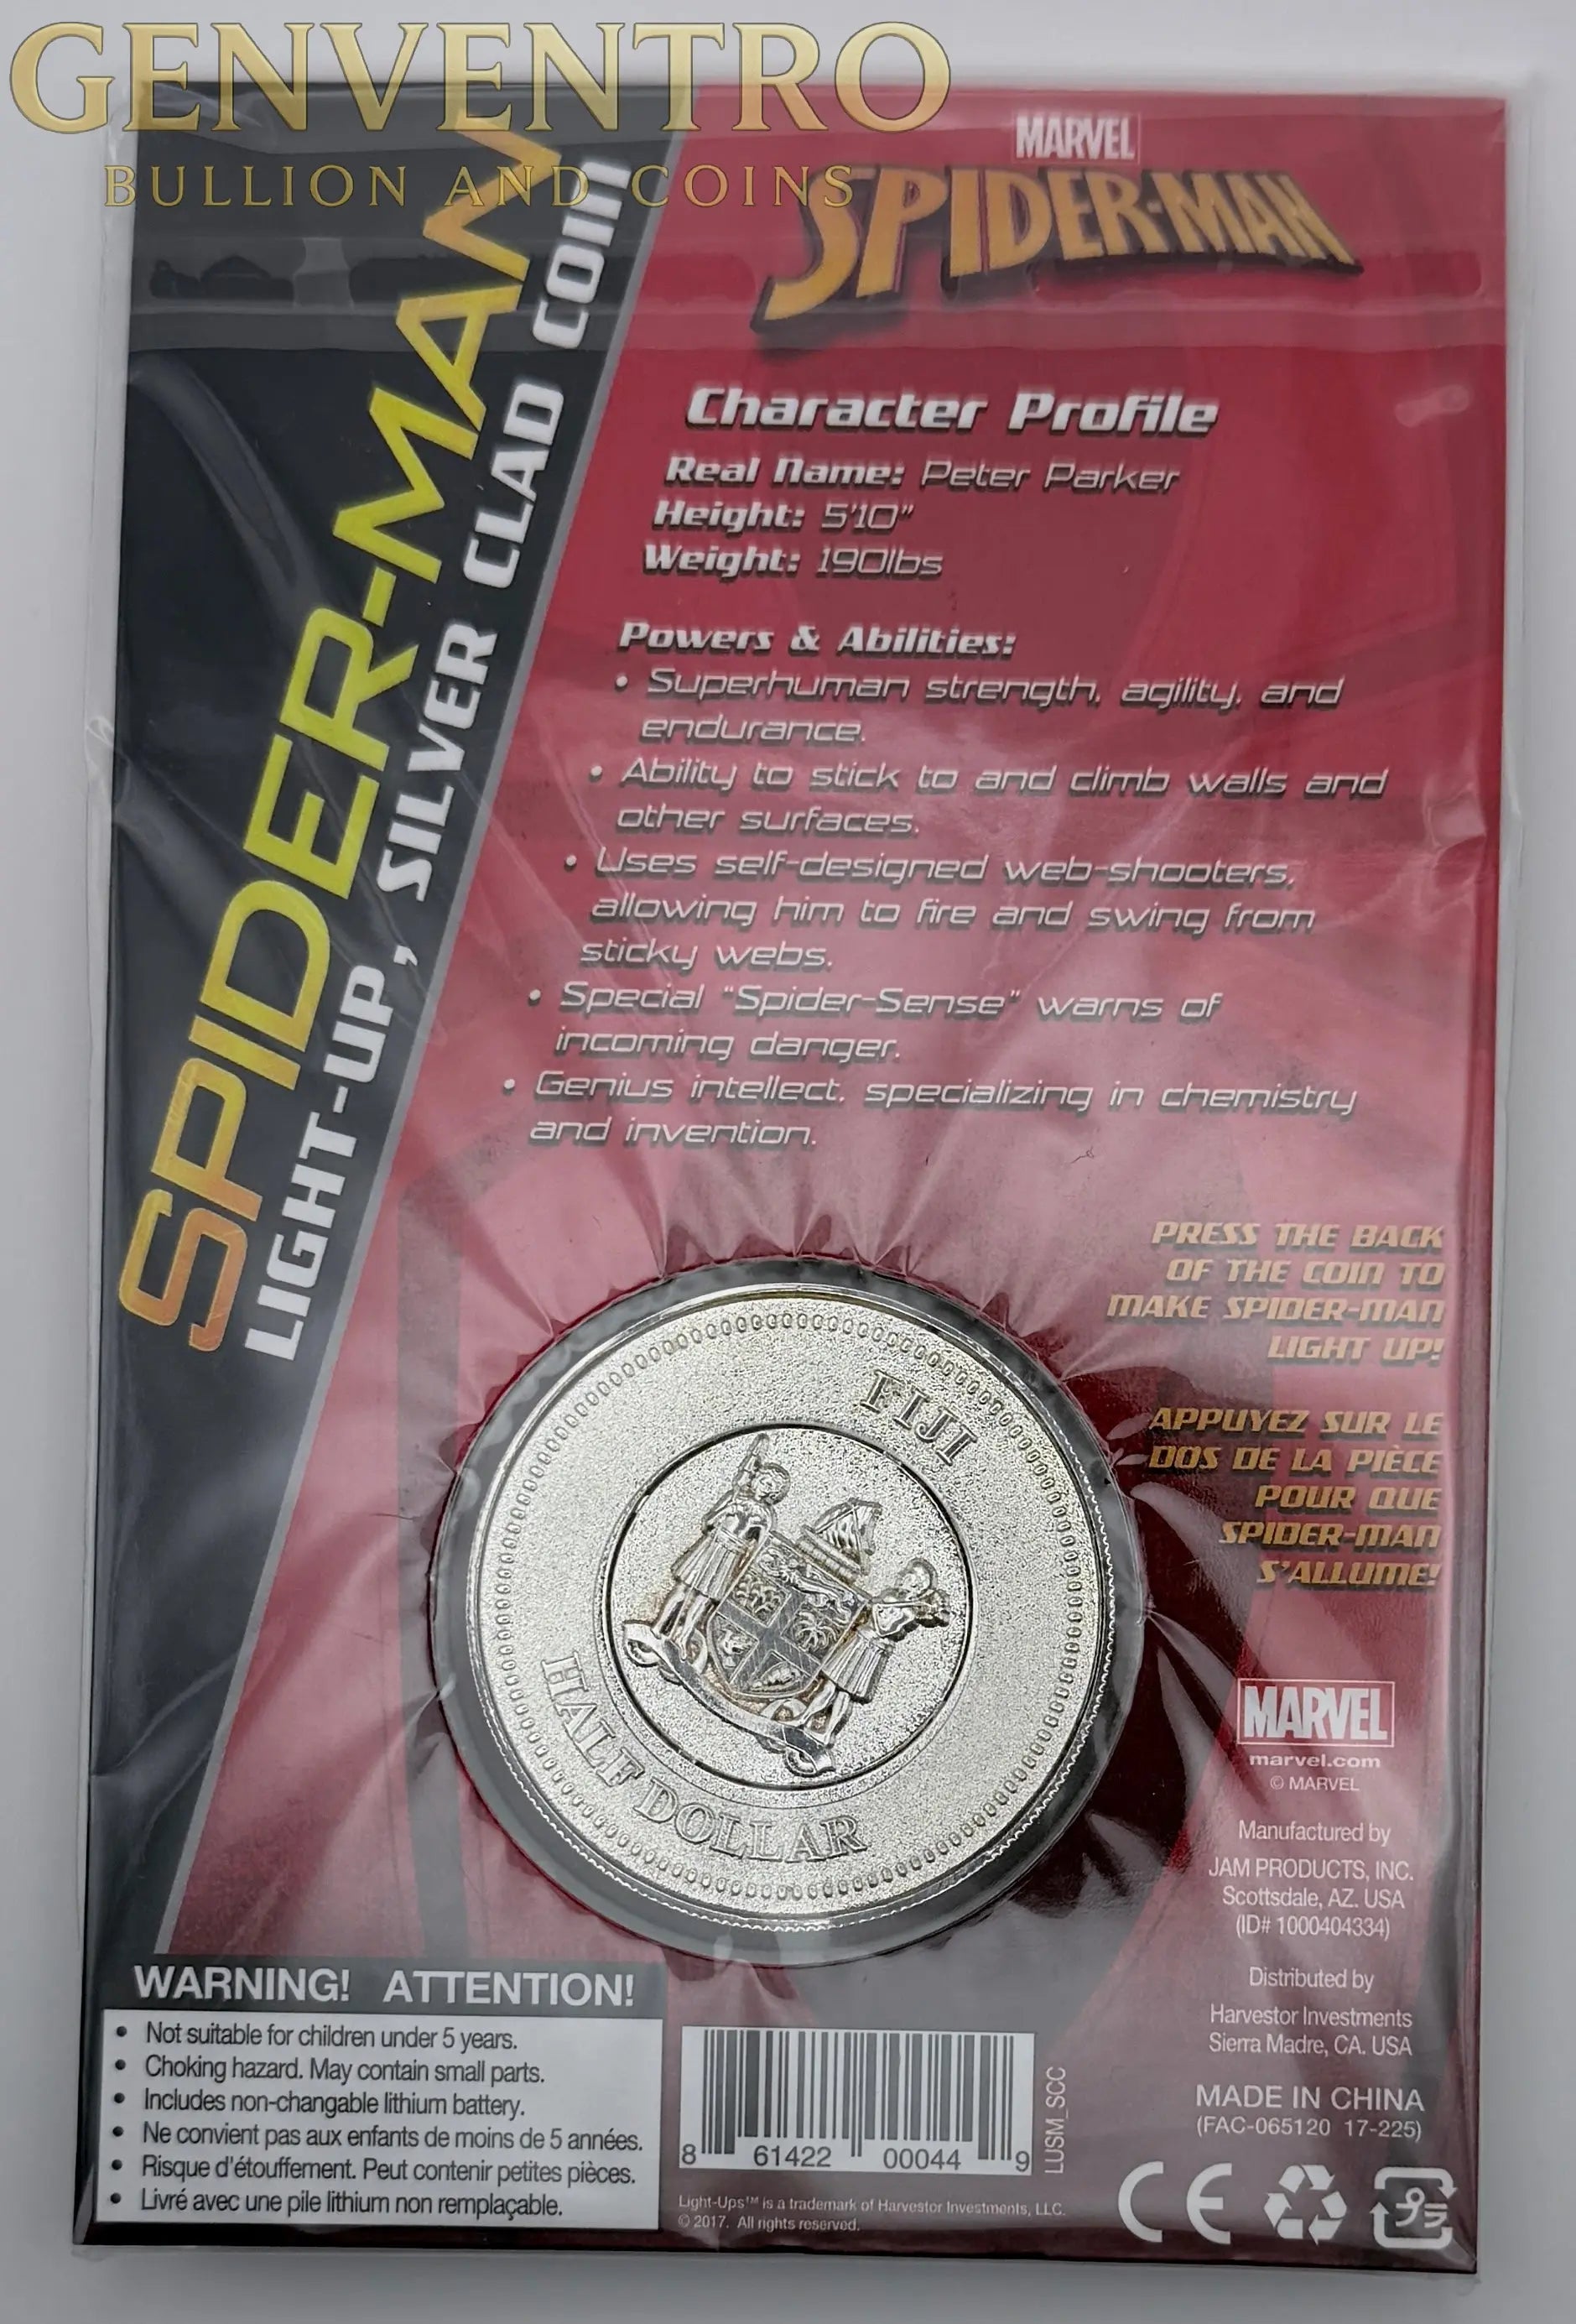 GENVENTRO
BULLION AND COINS
SPIDER-MAN
LIGHT-UP, SILVER CLAD COIN
MARVEL
SPIDER-MAN
Character Profile
Real Name: Peter Parker
Height: 5'10"
Weight: 190lbs
Powers & Abilities:
• Superhuman strength, agility, and
endurance.
• Ability to stick to and climb walls and
other surfaces.
• Uses self-designed web-shooters,
allowing him to fire and swing from
sticky webs.
• Special "Spider-Sense" warns of
incoming danger.
• Genius intellect, specializing in chemistry
and invention.
PRESS THE BACK
OF THE COIN TO
MAKE SPIDER-MAN
LIGHT UP!
APPUYEZ SUR LE
DOS DE LA PIÈCE
POUR QUE
SPIDER-MAN
S'ALLUME!
FIJI
HALF DOLLAR
MARVEL
marvel.com
© MARVEL
Manufactured by
JAM PRODUCTS, INC.
Scottsdale, AZ. USA
(ID# 1000404334)
Distributed by
Harvestor Investments
Sierra Madre, CA. USA
MADE IN CHINA
(FAC-065120 17-225)
CE
WARNING! ATTENTION!
• Not suitable for children under 5 years.
• Choking hazard. May contain small parts.
• Includes non-changable lithium battery.
• Ne convient pas aux enfants de moins de 5 années.
• Risque d'étouffement. Peut contenir petites pièces.
• Livré avec une pile lithium non remplaçable.
8 61422 00044 9
LUSM_SCC
Light-Ups™ is a trademark of Harvestor Investments, LLC.
© 2017. All rights reserved.